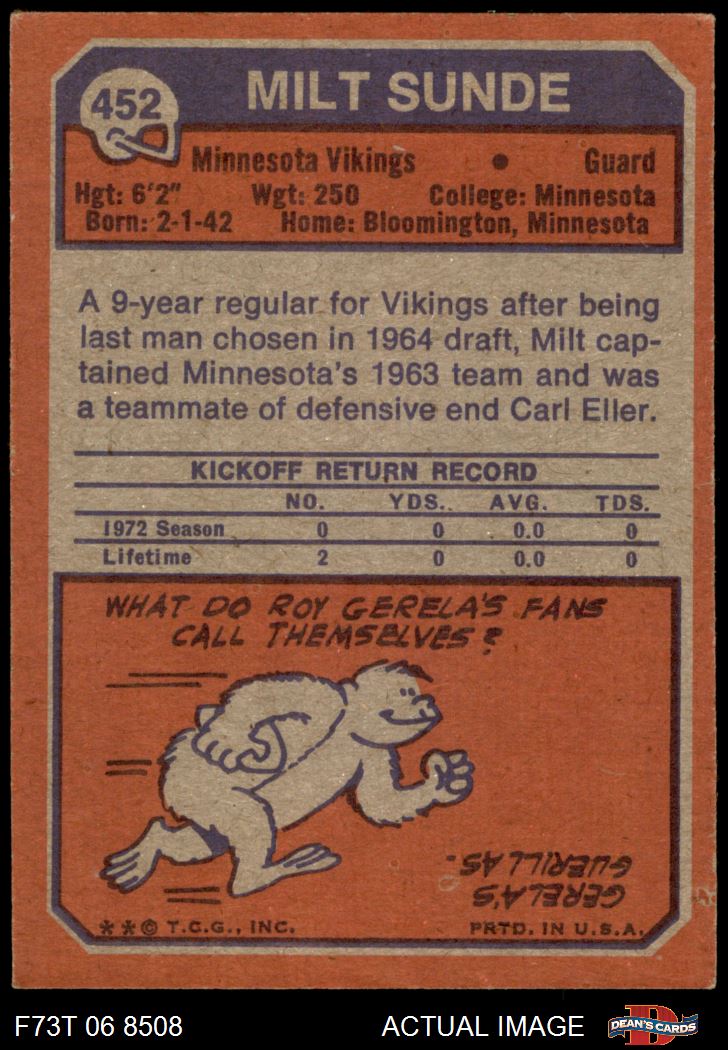 452
MILT SUNDE
Minnesota Vikings • Guard
Hgt: 6'2" Wgt: 250 College: Minnesota
Born: 2-1-42 Home: Bloomington, Minnesota
A 9-year regular for Vikings after being
last man chosen in 1964 draft, Milt cap-
tained Minnesota's 1963 team and was
a teammate of defensive end Carl Eller.
KICKOFF RETURN RECORD
NO. YDS. AVG. TDS.
1972 Season 0 0 0.0 0
Lifetime 2 0 0.0 0
WHAT DO ROY GERELA'S FANS
CALL THEMSELVES?
GERELA'S
GUERILLAS.
**© T.C.G., INC. PRTD. IN U.S.A.
F73T 06 8508 ACTUAL IMAGE
D
DEAN'S CARDS